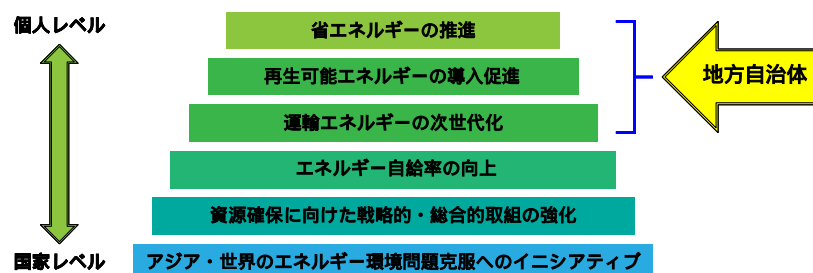 個人レベル
省エネルギーの推進
再生可能エネルギーの導入促進
地方自治体
運輸エネルギーの次世代化
エネルギー自給率の向上
資源確保に向けた戦略的・総合的取組の強化
国家レベル
アジア・世界のエネルギー環境問題克服へのイニシアティブ